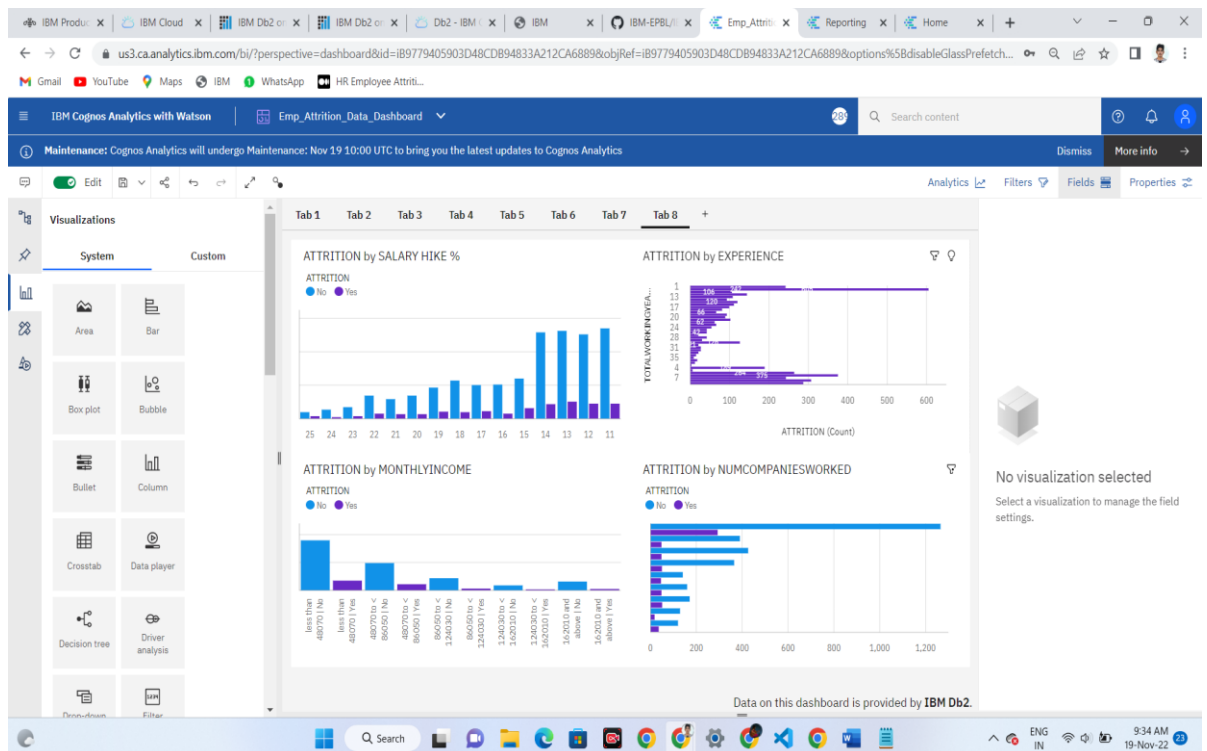 IBM Produc
IBM Cloud
IBM Db2 or
IBM Db2 on
Db2 - IBM C
IBM
IBM-EPBL/I
Emp_Attritic
Reporting
Home
us3.ca.analytics.ibm.com/bi/?perspective=dashboard&id=iB9779405903D48CDB94833A212CA6889&objRef=iB9779405903D48CDB94833A212CA6889&options%5BdisableGlassPrefetch...
Gmail YouTube Maps IBM WhatsApp HR Employee Attriti...
IBM Cognos Analytics with Watson
Emp_Attrition_Data_Dashboard
Search content
Maintenance: Cognos Analytics will undergo Maintenance: Nov 19 10:00 UTC to bring you the latest updates to Cognos Analytics
Dismiss
More info
Edit
Analytics
Filters
Fields
Properties
Visualizations
System
Custom
Area
Bar
Box plot
Bubble
Bullet
Column
Crosstab
Data player
Decision tree
Driver
analysis
Drop-down
Filter
Tab 1 Tab 2 Tab 3 Tab 4 Tab 5 Tab 6 Tab 7 Tab 8 +
ATTRITION by SALARY HIKE %
ATTRITION
No Yes
25 24 23 22 21 20 19 18 17 16 15 14 13 12 11
ATTRITION by EXPERIENCE
TOTALWORKINGYEA...
1
13
17
20
24
28
31
35
4
7
106
120
66
62
375
0 100 200 300 400 500 600
ATTRITION (Count)
ATTRITION by MONTHLYINCOME
ATTRITION
No Yes
less than
48070 | No
less than
48070 | Yes
48070 to <
86050 | No
48070 to <
86050 | Yes
86050 to <
124030 | No
86050 to <
124030 | Yes
124030 to <
162010 | No
124030 to <
162010 | Yes
162010 and
above | No
162010 and
above | Yes
ATTRITION by NUMCOMPANIESWORKED
ATTRITION
No Yes
0 200 400 600 800 1,000 1,200
Data on this dashboard is provided by IBM Db2.
No visualization selected
Select a visualization to manage the field
settings.
Search
ENG
IN
9:34 AM
19-Nov-22
23